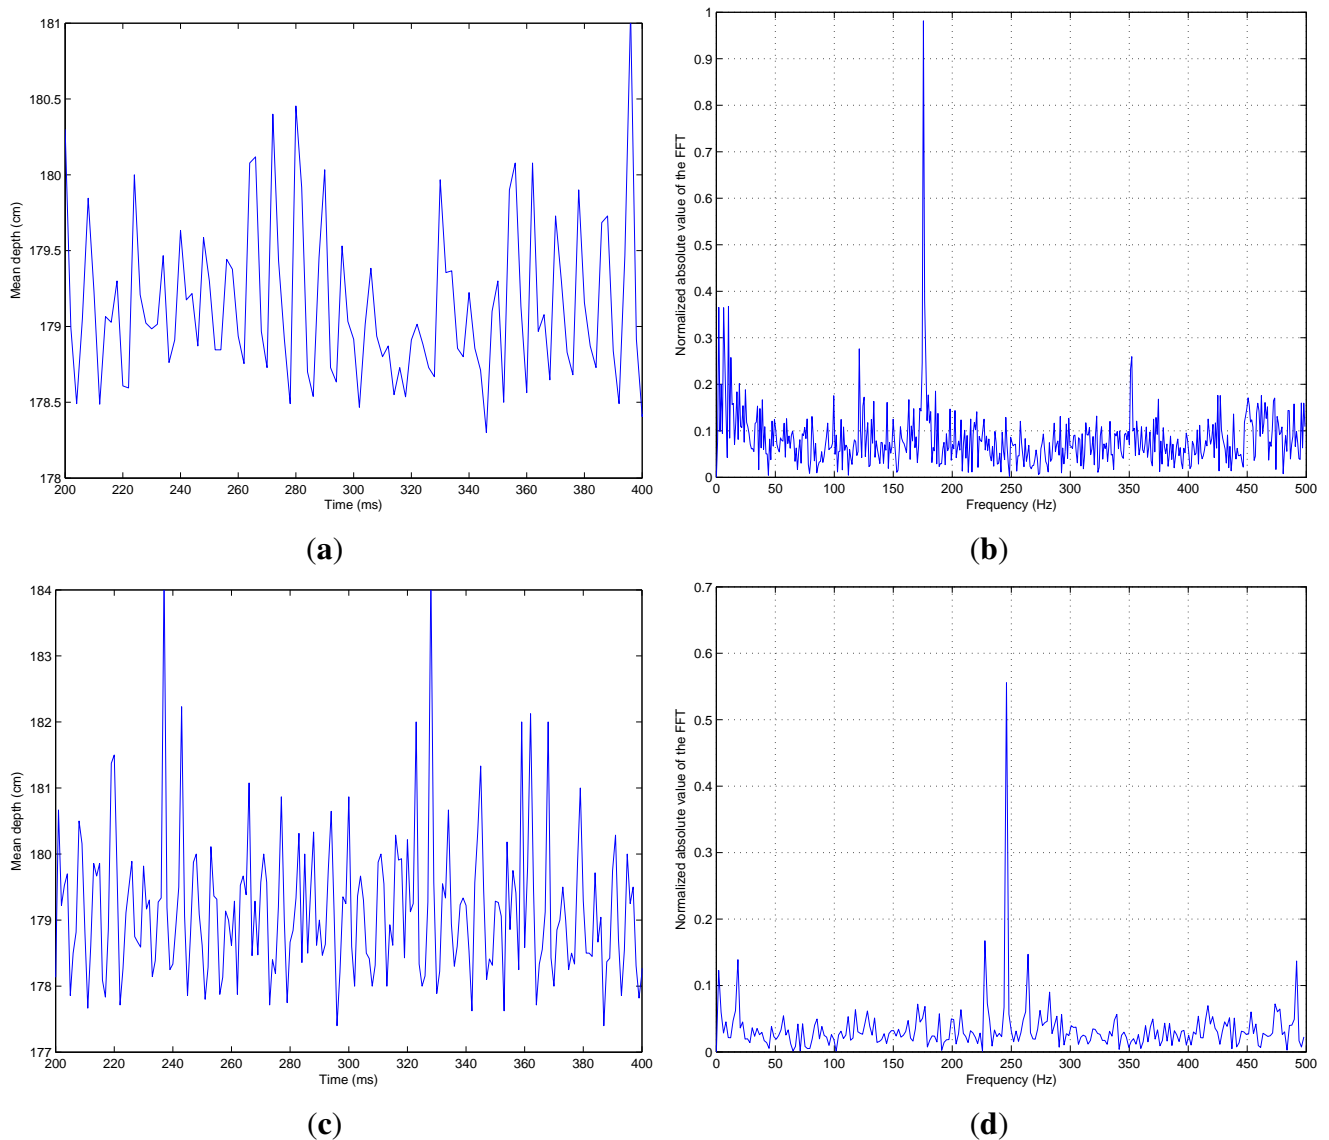 181
180.5
180
179.5
179
178.5
178
200 220 240 260 280 300 320 340 360 380 400
Time (ms)
Mean depth (cm)
(a)
1
0.9
0.8
0.7
0.6
0.5
0.4
0.3
0.2
0.1
0
0 50 100 150 200 250 300 350 400 450 500
Frequency (Hz)
Normalized absolute value of the FFT
(b)
184
183
182
181
180
179
178
177
200 220 240 260 280 300 320 340 360 380 400
Time (ms)
Mean depth (cm)
(c)
0.7
0.6
0.5
0.4
0.3
0.2
0.1
0
0 50 100 150 200 250 300 350 400 450 500
Frequency (Hz)
Normalized absolute value of the FFT
(d)